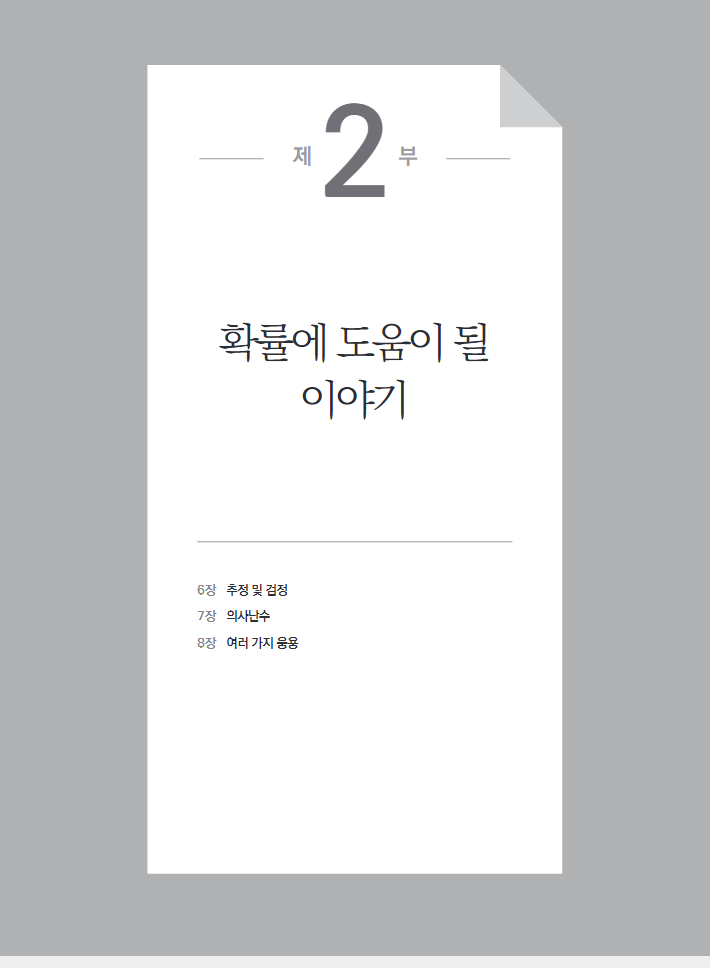 제 2 부
확률에 도움이 될
이야기
6장 추정 및 검정
7장 의사난수
8장 여러 가지 응용